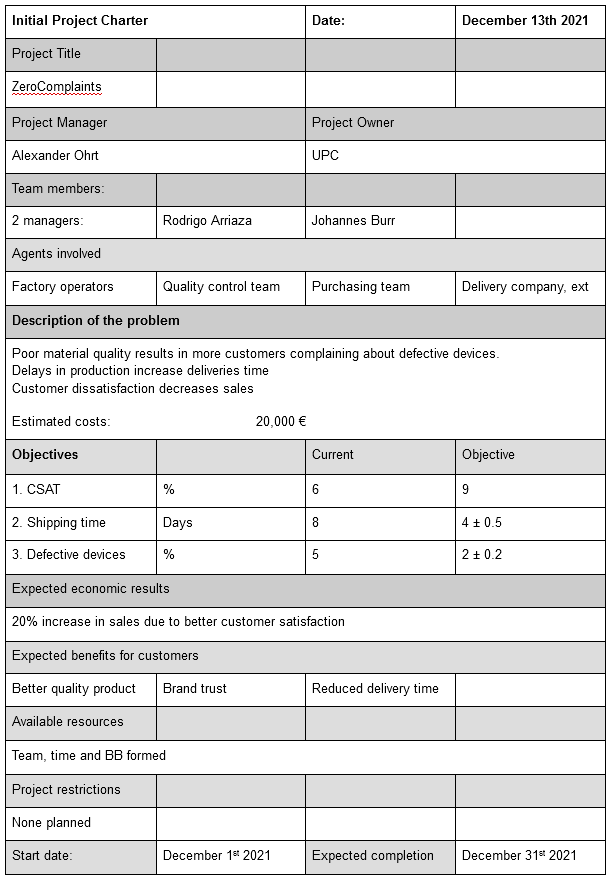 Initial Project Charter Date: December 13th 2021
Project Title
ZeroComplaints
Project Manager Project Owner
Alexander Ohrt UPC
Team members:
2 managers: Rodrigo Arriaza Johannes Burr
Agents involved
Factory operators Quality control team Purchasing team Delivery company, ext
Description of the problem
Poor material quality results in more customers complaining about defective devices.
Delays in production increase deliveries time
Customer dissatisfaction decreases sales
Estimated costs: 20,000 €
Objectives Current Objective
1. CSAT % 6 9
2. Shipping time Days 8 4 ± 0.5
3. Defective devices % 5 2 ± 0.2
Expected economic results
20% increase in sales due to better customer satisfaction
Expected benefits for customers
Better quality product Brand trust Reduced delivery time
Available resources
Team, time and BB formed
Project restrictions
None planned
Start date: December 1st 2021 Expected completion December 31st 2021